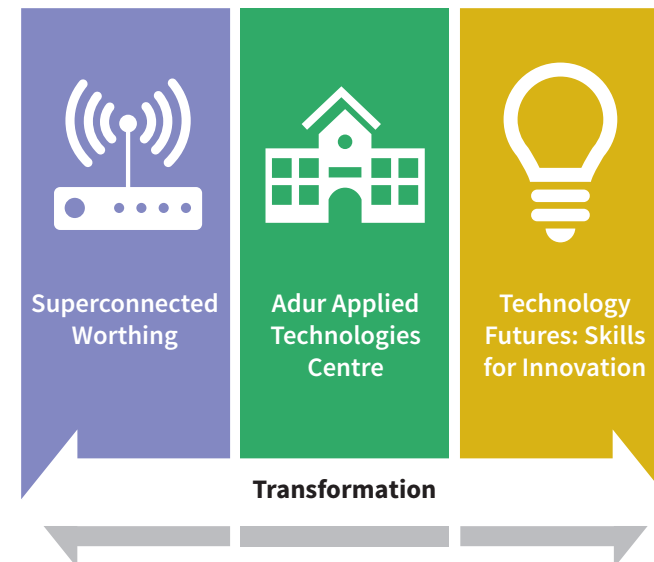 Superconnected
Worthing
Adur Applied
Technologies
Centre
Technology
Futures: Skills
for Innovation
Transformation